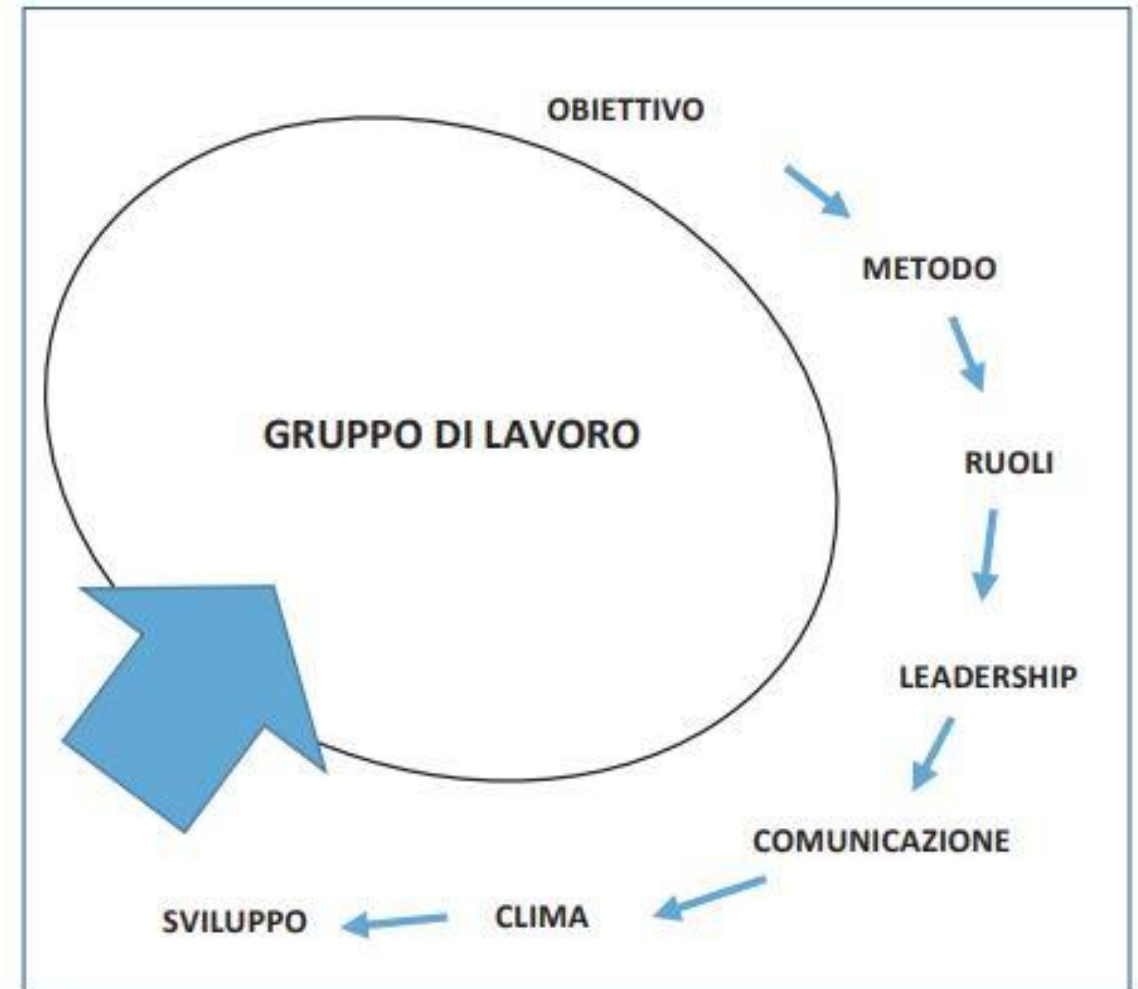 OBIETTIVO
METODO
GRUPPO DI LAVORO
RUOLI
LEADERSHIP
COMUNICAZIONE
CLIMA
SVILUPPO